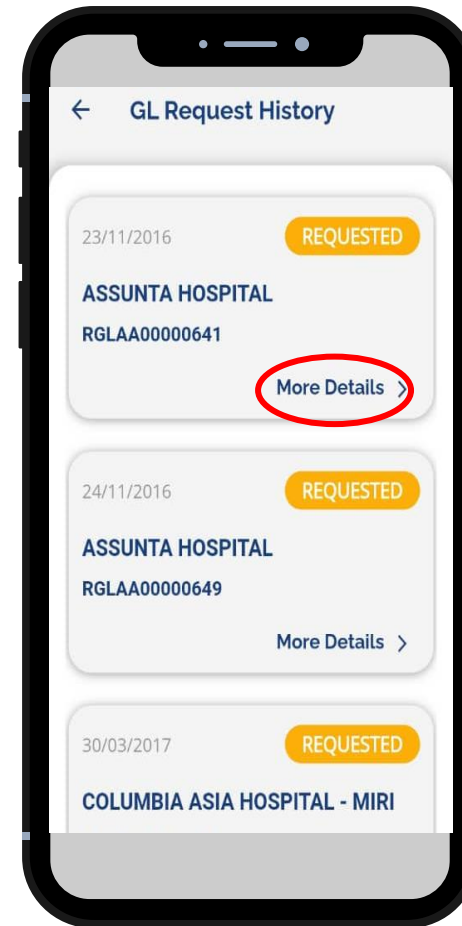 ← GL Request History
23/11/2016 REQUESTED
ASSUNTA HOSPITAL
RGLAA00000641
More Details >
24/11/2016 REQUESTED
ASSUNTA HOSPITAL
RGLAA00000649
More Details >
30/03/2017 REQUESTED
COLUMBIA ASIA HOSPITAL - MIRI